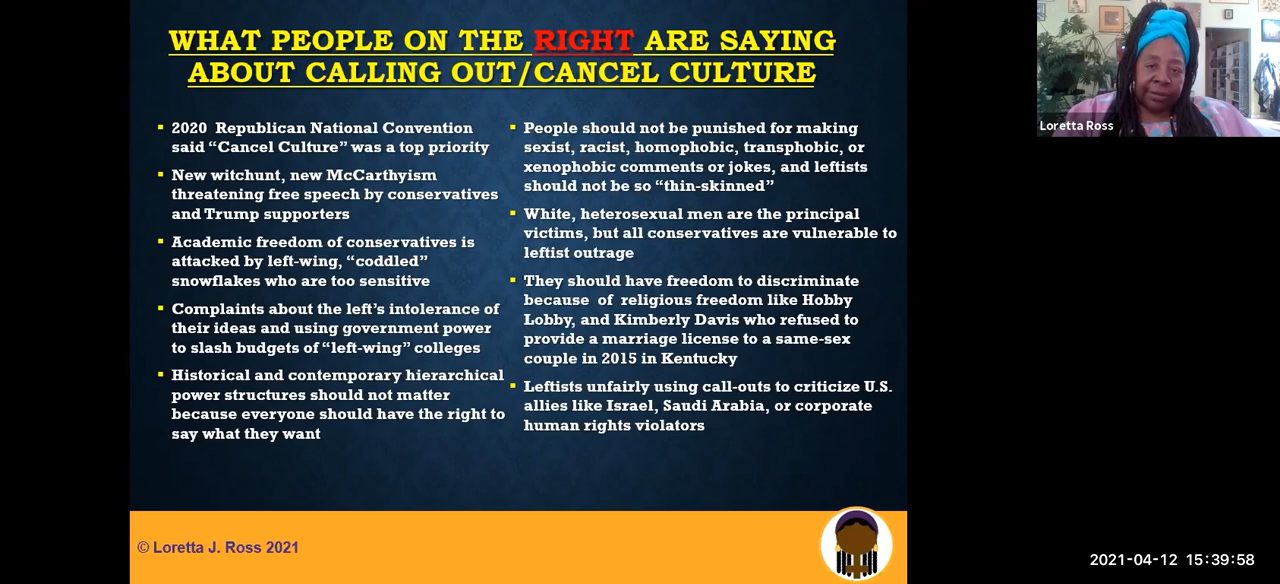 WHAT PEOPLE ON THE RIGHT ARE SAYING
ABOUT CALLING OUT/CANCEL CULTURE
2020 Republican National Convention
said “Cancel Culture” was a top priority
New witchunt, new McCarthyism
threatening free speech by conservatives
and Trump supporters
Academic freedom of conservatives is
attacked by left-wing, “coddled”
snowflakes who are too sensitive
Complaints about the left’s intolerance of
their ideas and using government power
to slash budgets of “left-wing” colleges
Historical and contemporary hierarchical
power structures should not matter
because everyone should have the right to
say what they want
People should not be punished for making
sexist, racist, homophobic, transphobic, or
xenophobic comments or jokes, and leftists
should not be so “thin-skinned”
White, heterosexual men are the principal
victims, but all conservatives are vulnerable to
leftist outrage
They should have freedom to discriminate
because of religious freedom like Hobby
Lobby, and Kimberly Davis who refused to
provide a marriage license to a same-sex
couple in 2015 in Kentucky
Leftists unfairly using call-outs to criticize U.S.
allies like Israel, Saudi Arabia, or corporate
human rights violators
© Loretta J. Ross 2021
Loretta Ross
2021-04-12 15:39:58